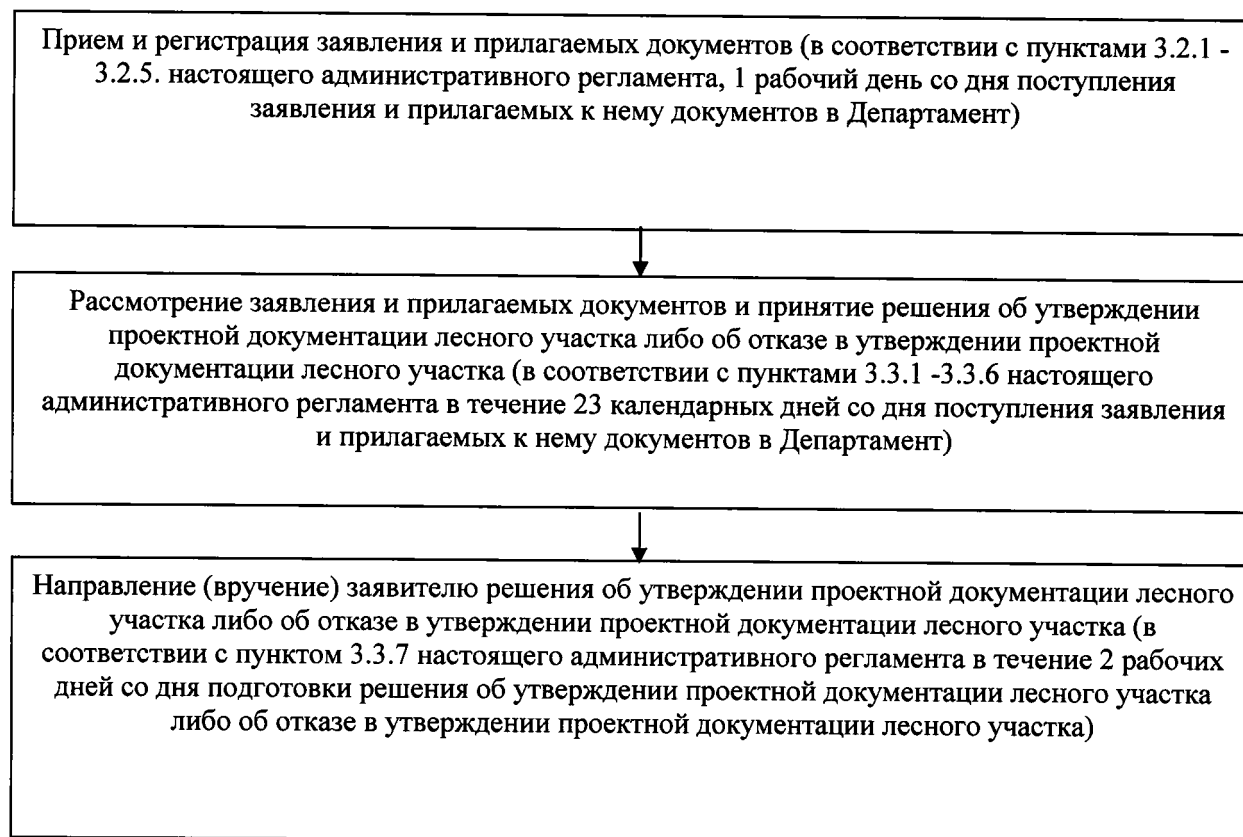 Прием и регистрация заявления и прилагаемых документов (в соответствии с пунктами 3.2.1 -
3.2.5. настоящего административного регламента, 1 рабочий день со дня поступления
заявления и прилагаемых к нему документов в Департамент)
Рассмотрение заявления и прилагаемых документов и принятие решения об утверждении
проектной документации лесного участка либо об отказе в утверждении проектной
документации лесного участка (в соответствии с пунктами 3.3.1 -3.3.6 настоящего
административного регламента в течение 23 календарных дней со дня поступления заявления
и прилагаемых к нему документов в Департамент)
Направление (вручение) заявителю решения об утверждении проектной документации лесного
участка либо об отказе в утверждении проектной документации лесного участка (в
соответствии с пунктом 3.3.7 настоящего административного регламента в течение 2 рабочих
дней со дня подготовки решения об утверждении проектной документации лесного участка
либо об отказе в утверждении проектной документации лесного участка)